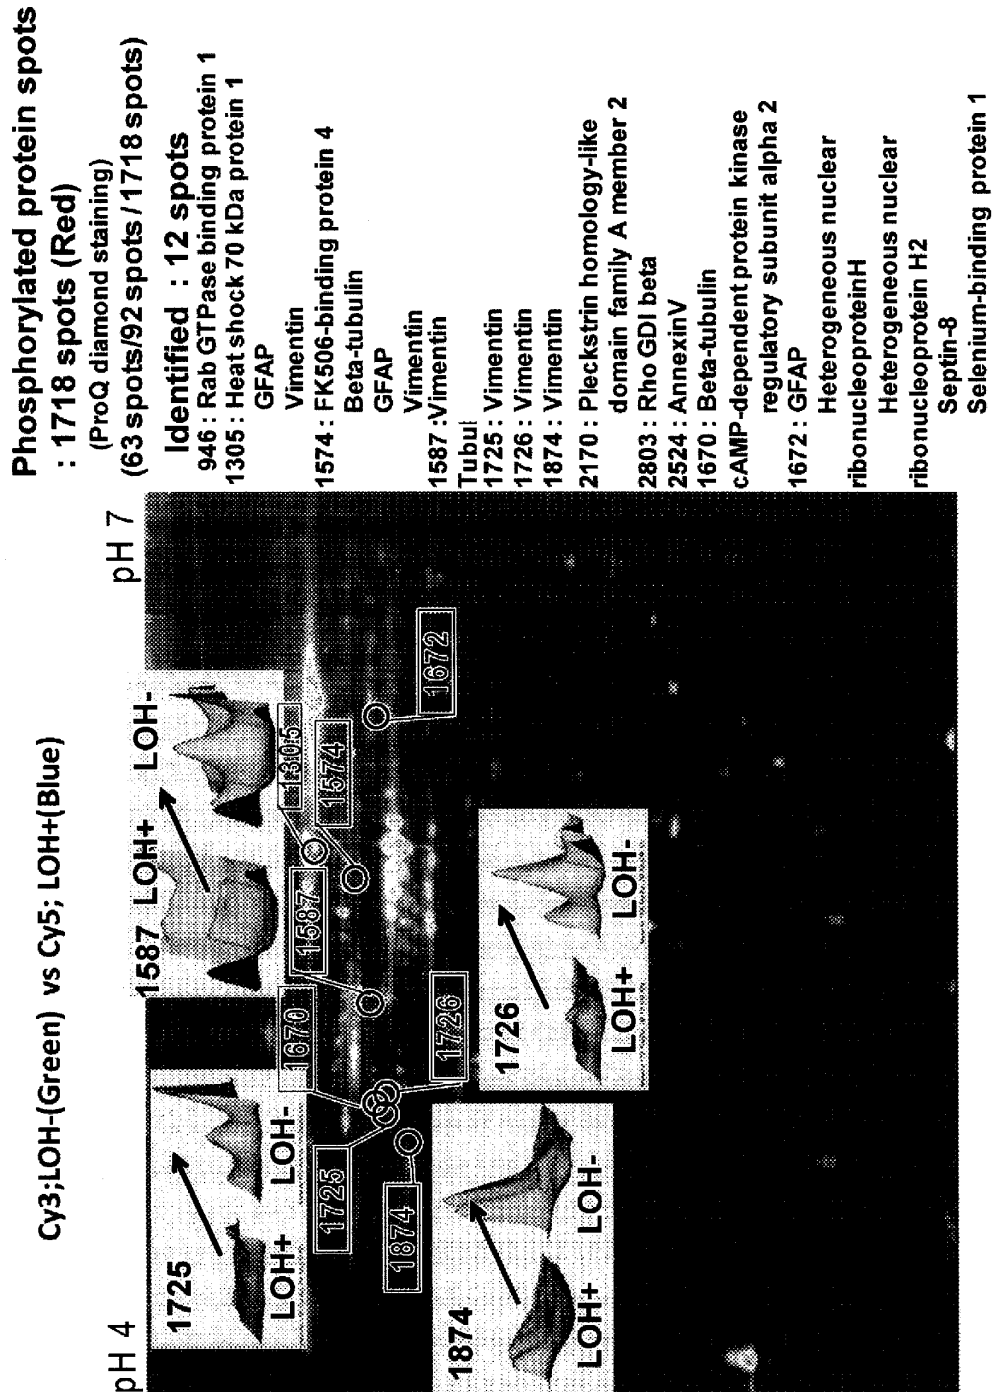 Cy3;LOH-(Green) vs Cy5; LOH+(Blue)
pH 4
pH 7
1725
LOH+
LOH-
1587
LOH+
LOH-
1305
1574
1587
1670
1725
1874
1726
1672
1874
LOH+
LOH-
1726
LOH+
LOH-
Phosphorylated protein spots
: 1718 spots (Red)
(ProQ diamond staining)
(63 spots/92 spots / 1718 spots)
Identified : 12 spots
946 : Rab GTPase binding protein 1
1305 : Heat shock 70 kDa protein 1
GFAP
Vimentin
1574 : FK506-binding protein 4
Beta-tubulin
GFAP
Vimentin
1587 :Vimentin
Tubul
1725 : Vimentin
1726 : Vimentin
1874 : Vimentin
2170 : Pleckstrin homology-like
domain family A member 2
2803 : Rho GDI beta
2524 : AnnexinV
1670 : Beta-tubulin
cAMP-dependent protein kinase
regulatory subunit alpha 2
1672 : GFAP
Heterogeneous nuclear
ribonucleoproteinH
Heterogeneous nuclear
ribonucleoprotein H2
Septin-8
Selenium-binding protein 1